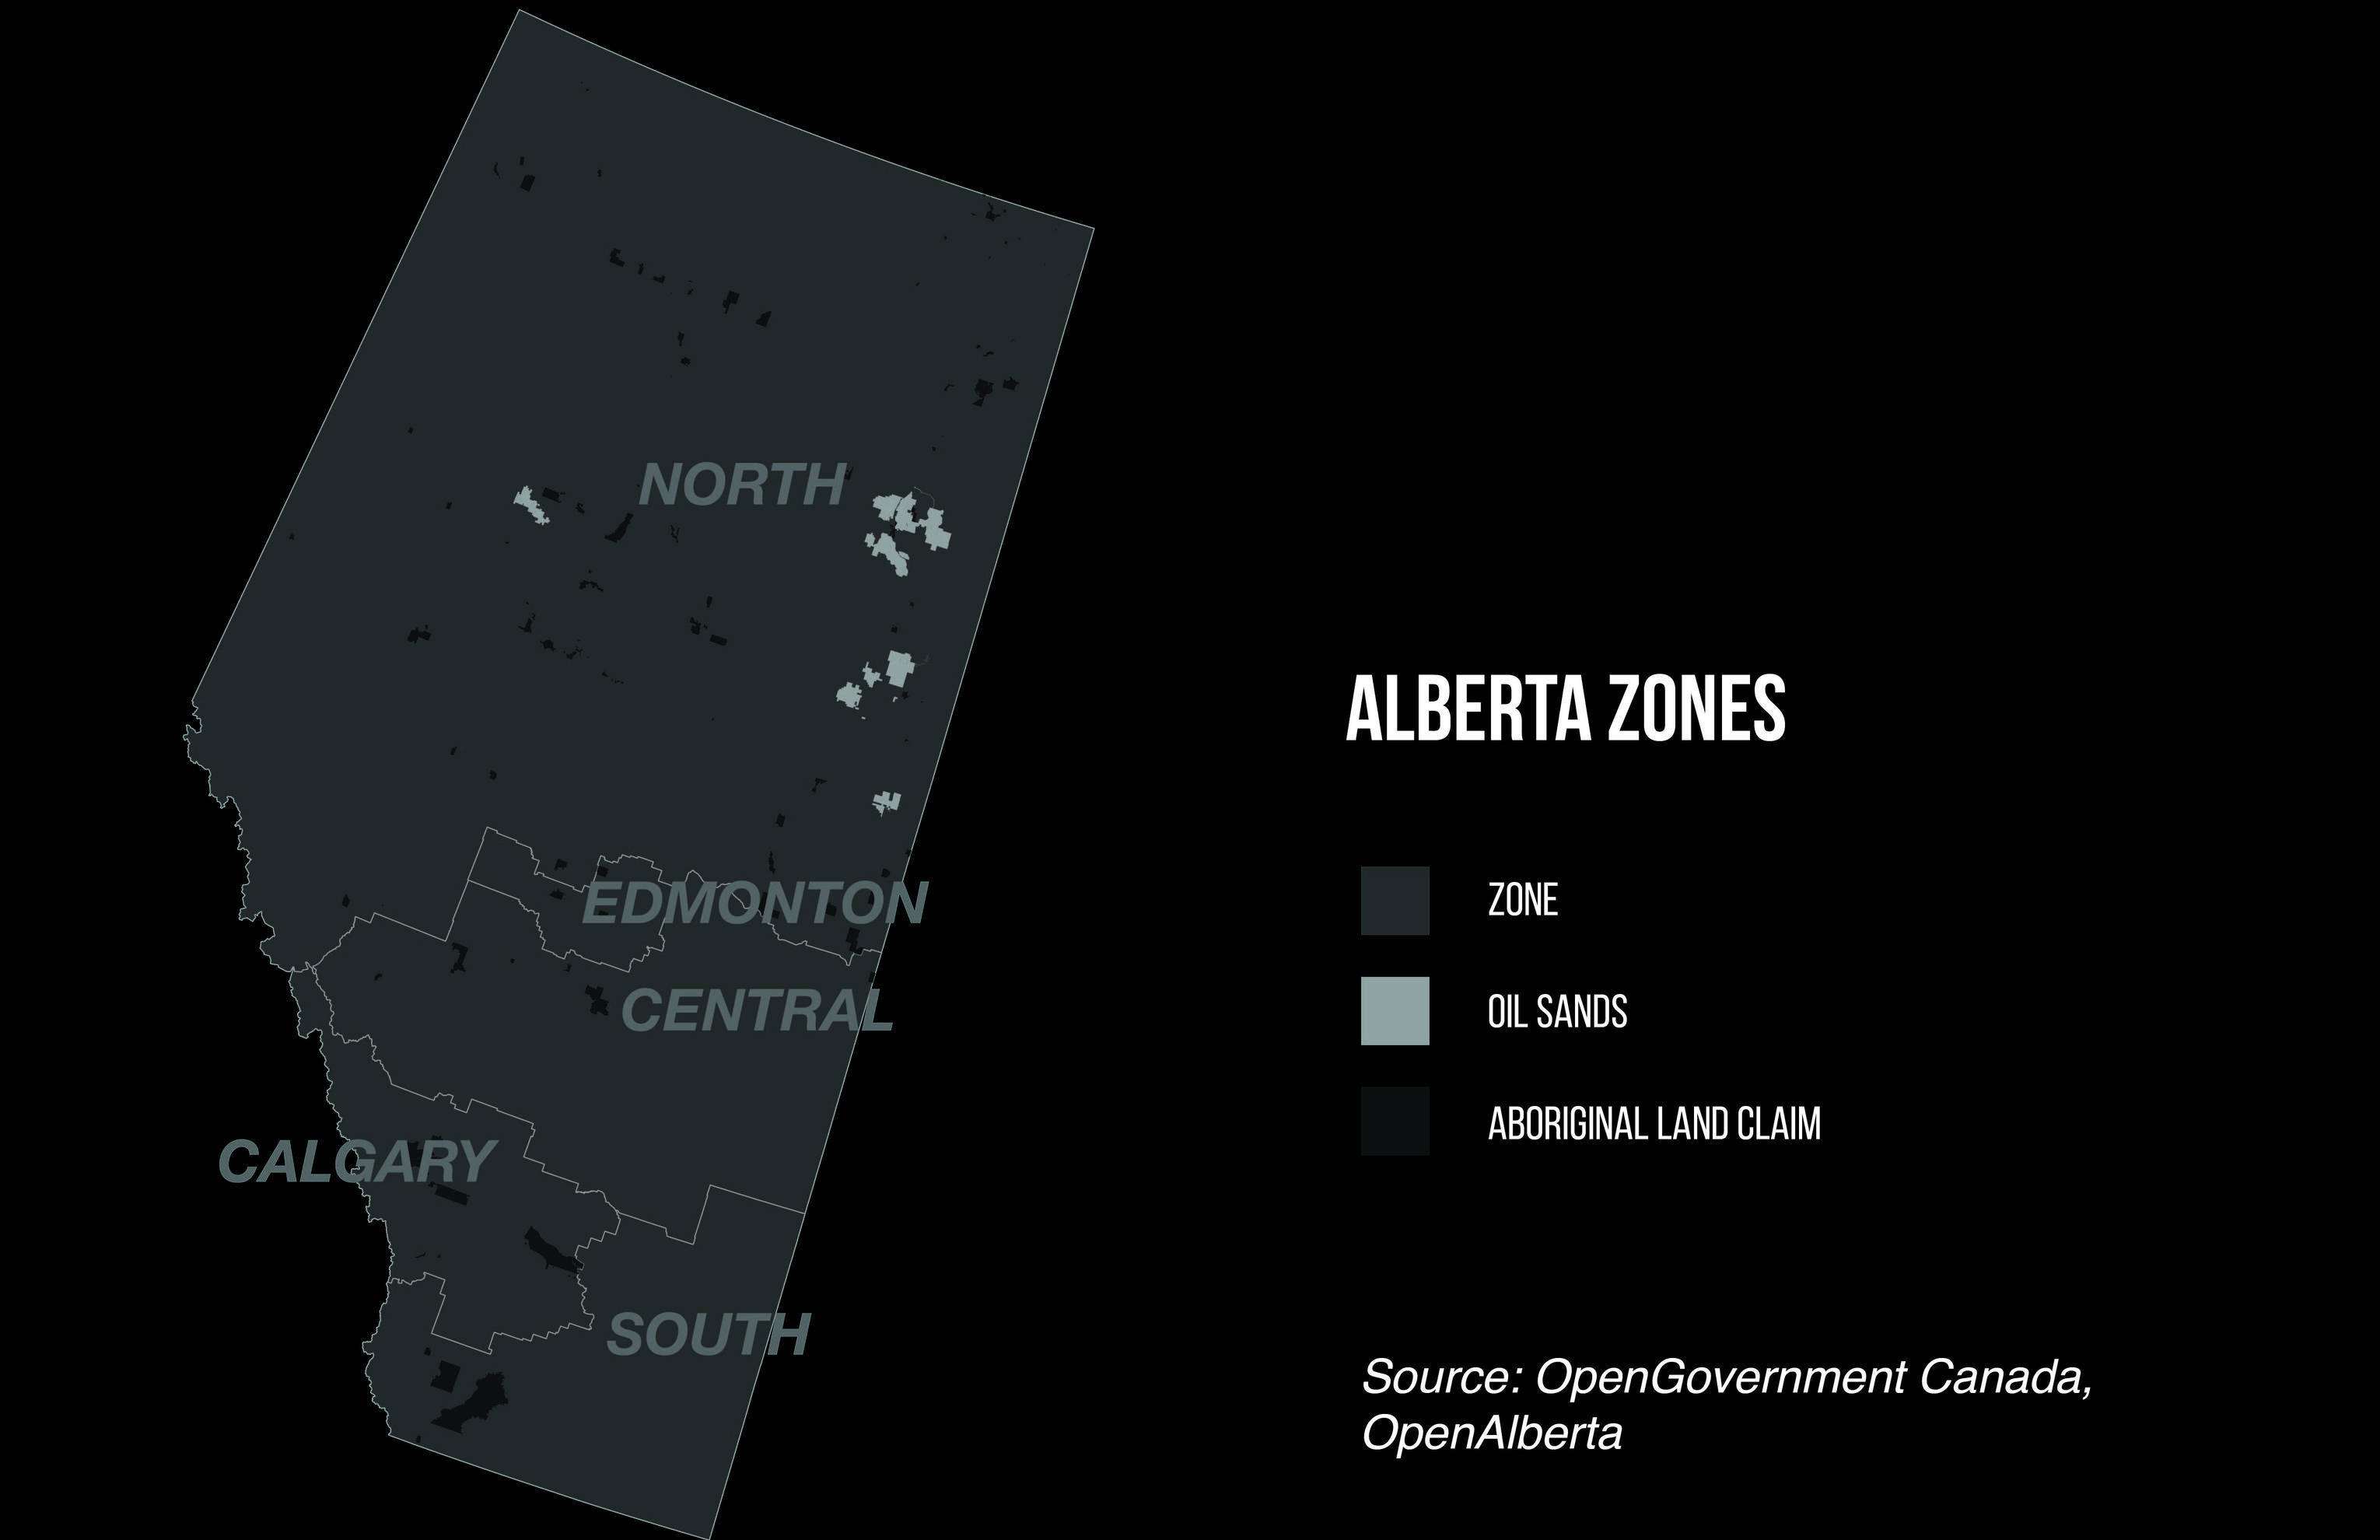 NORTH
EDMONTON
CENTRAL
CALGARY
SOUTH
ALBERTA ZONES
ZONE
OIL SANDS
ABORIGINAL LAND CLAIM
Source: OpenGovernment Canada,
OpenAlberta